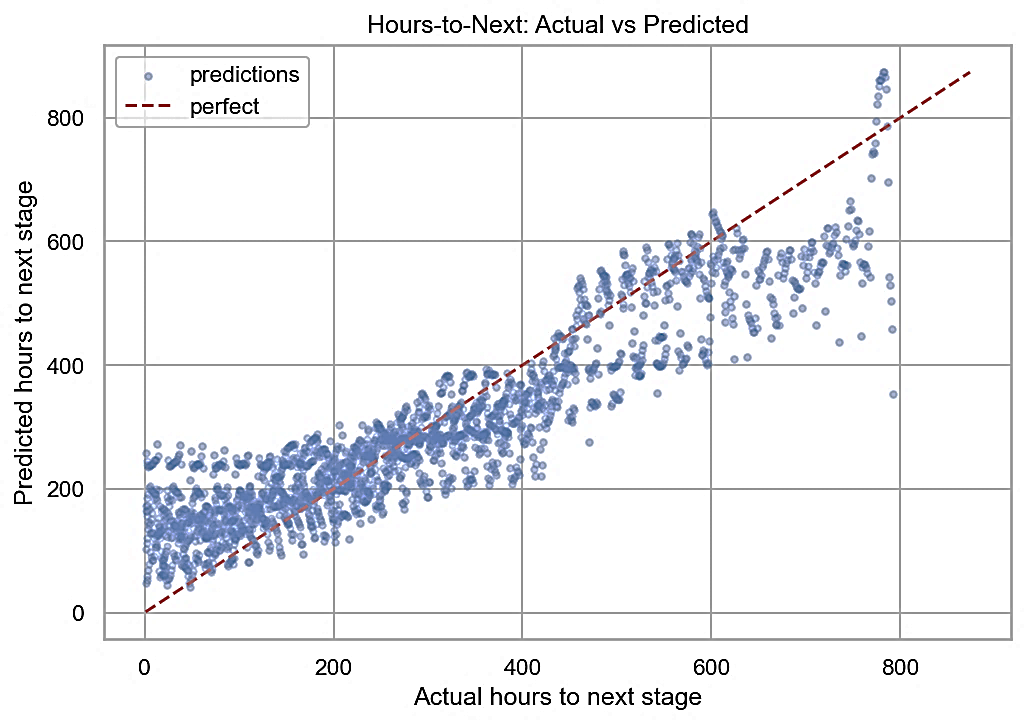 Hours-to-Next: Actual vs Predicted
predictions
perfect
Predicted hours to next stage
800
600
400
200
0
0 200 400 600 800
Actual hours to next stage